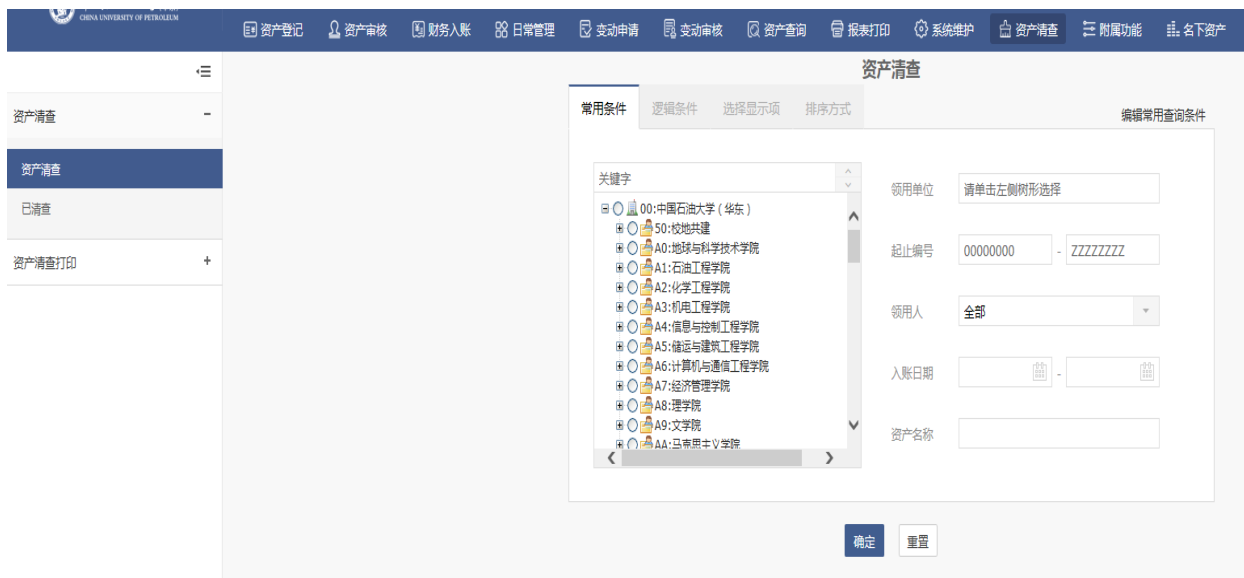 CHINA UNIVERSITY OF PETROLEUM
资产登记 资产审核 财务入账 日常管理 变动申请 变动审核 资产查询 报表打印 系统维护 资产清查 附属功能 名下资产
资产清查
资产清查 -
资产清查
已清查
资产清查打印 +
常用条件 逻辑条件 选择显示项 排序方式
编辑常用查询条件
关键字
00:中国石油大学（华东）
50:校地共建
A0:地球与科学技术学院
A1:石油工程学院
A2:化学工程学院
A3:机电工程学院
A4:信息与控制工程学院
A5:储运与建筑工程学院
A6:计算机与通信工程学院
A7:经济管理学院
A8:理学院
A9:文学院
AA:马克思主义学院
领用单位 请单击左侧树形选择
起止编号 00000000 - ZZZZZZZZ
领用人 全部
入账日期 -
资产名称
确定 重置